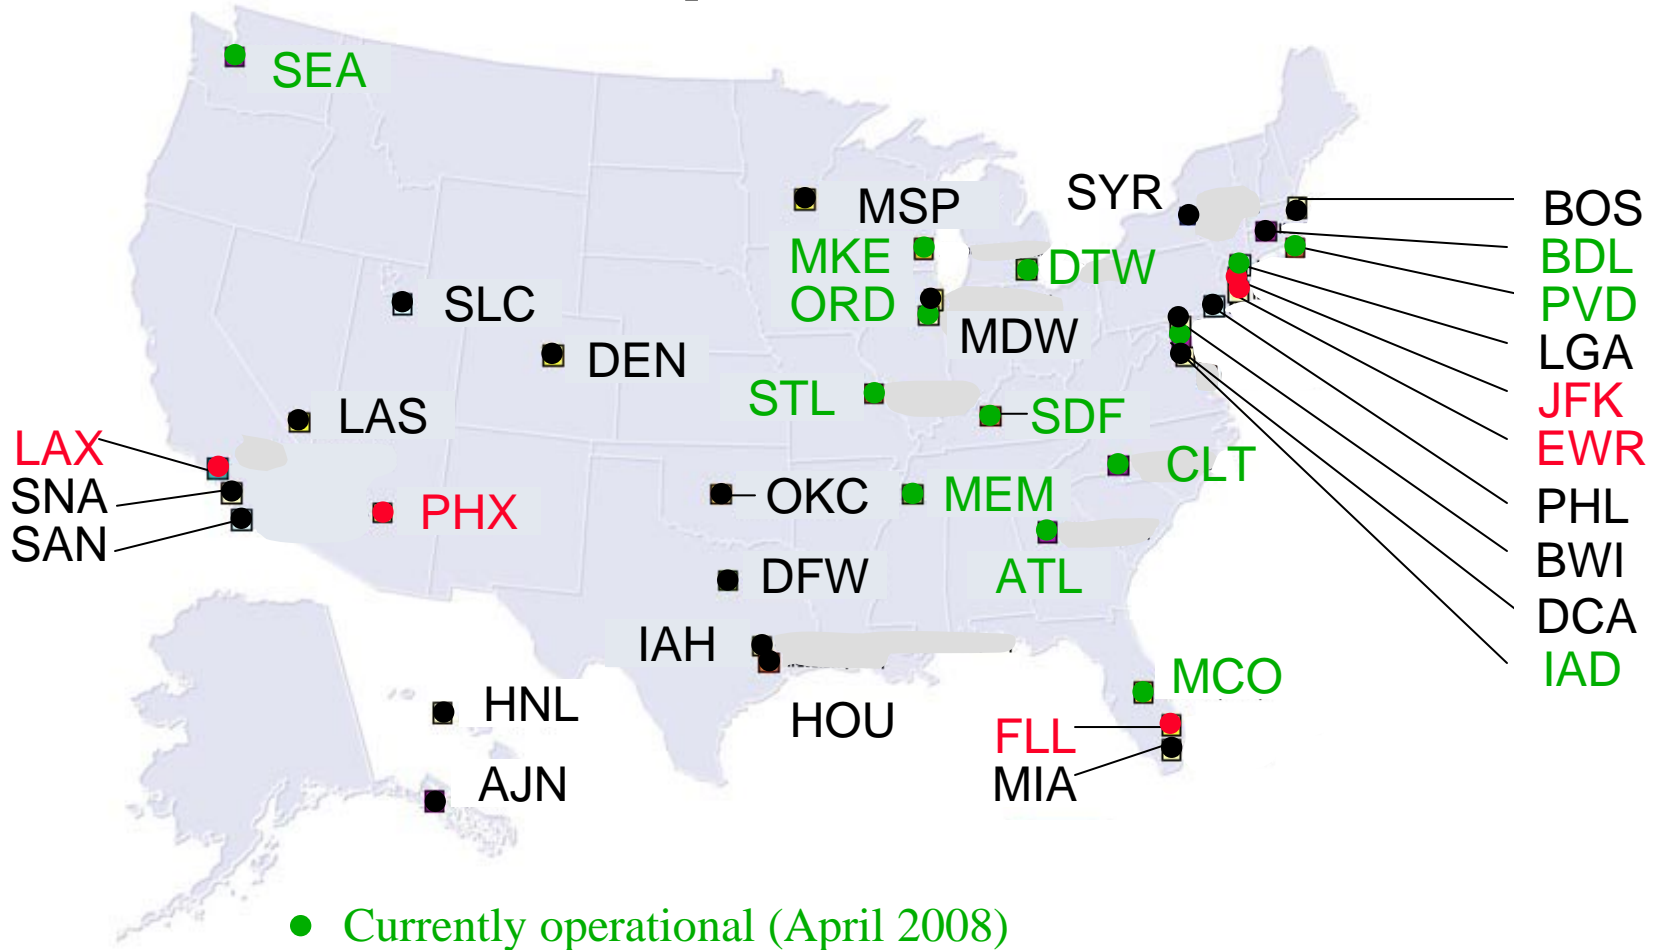 SEA
SYR
MSP
BOS
MKE
BDL
DTW
ORD
PVD
SLC
MDW
LGA
DEN
STL
JFK
SDF
LAS
EWR
LAX
CLT
SNA
OKC
MEM
PHX
PHL
SAN
BWI
DFW
ATL
DCA
IAH
IAD
MCO
HNL
HOU
FLL
AJN
MIA
Currently operational (April 2008)